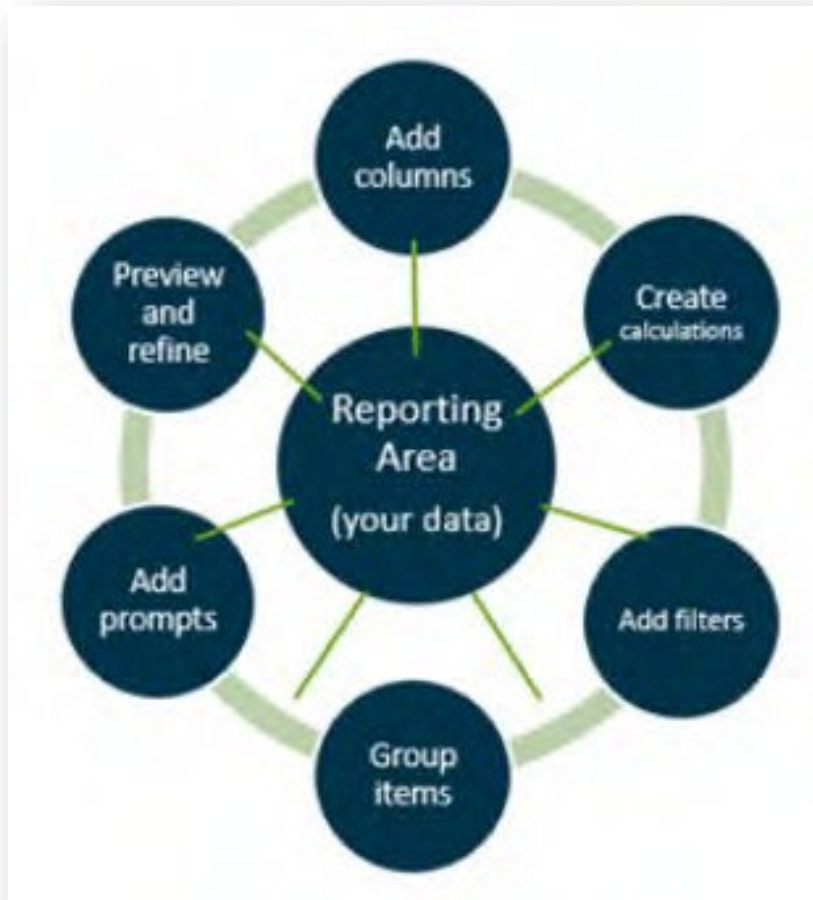 Add
columns
Create
calculations
Add filters
Group
items
Add
prompts
Preview
and
refine
Reporting
Area
(your data)